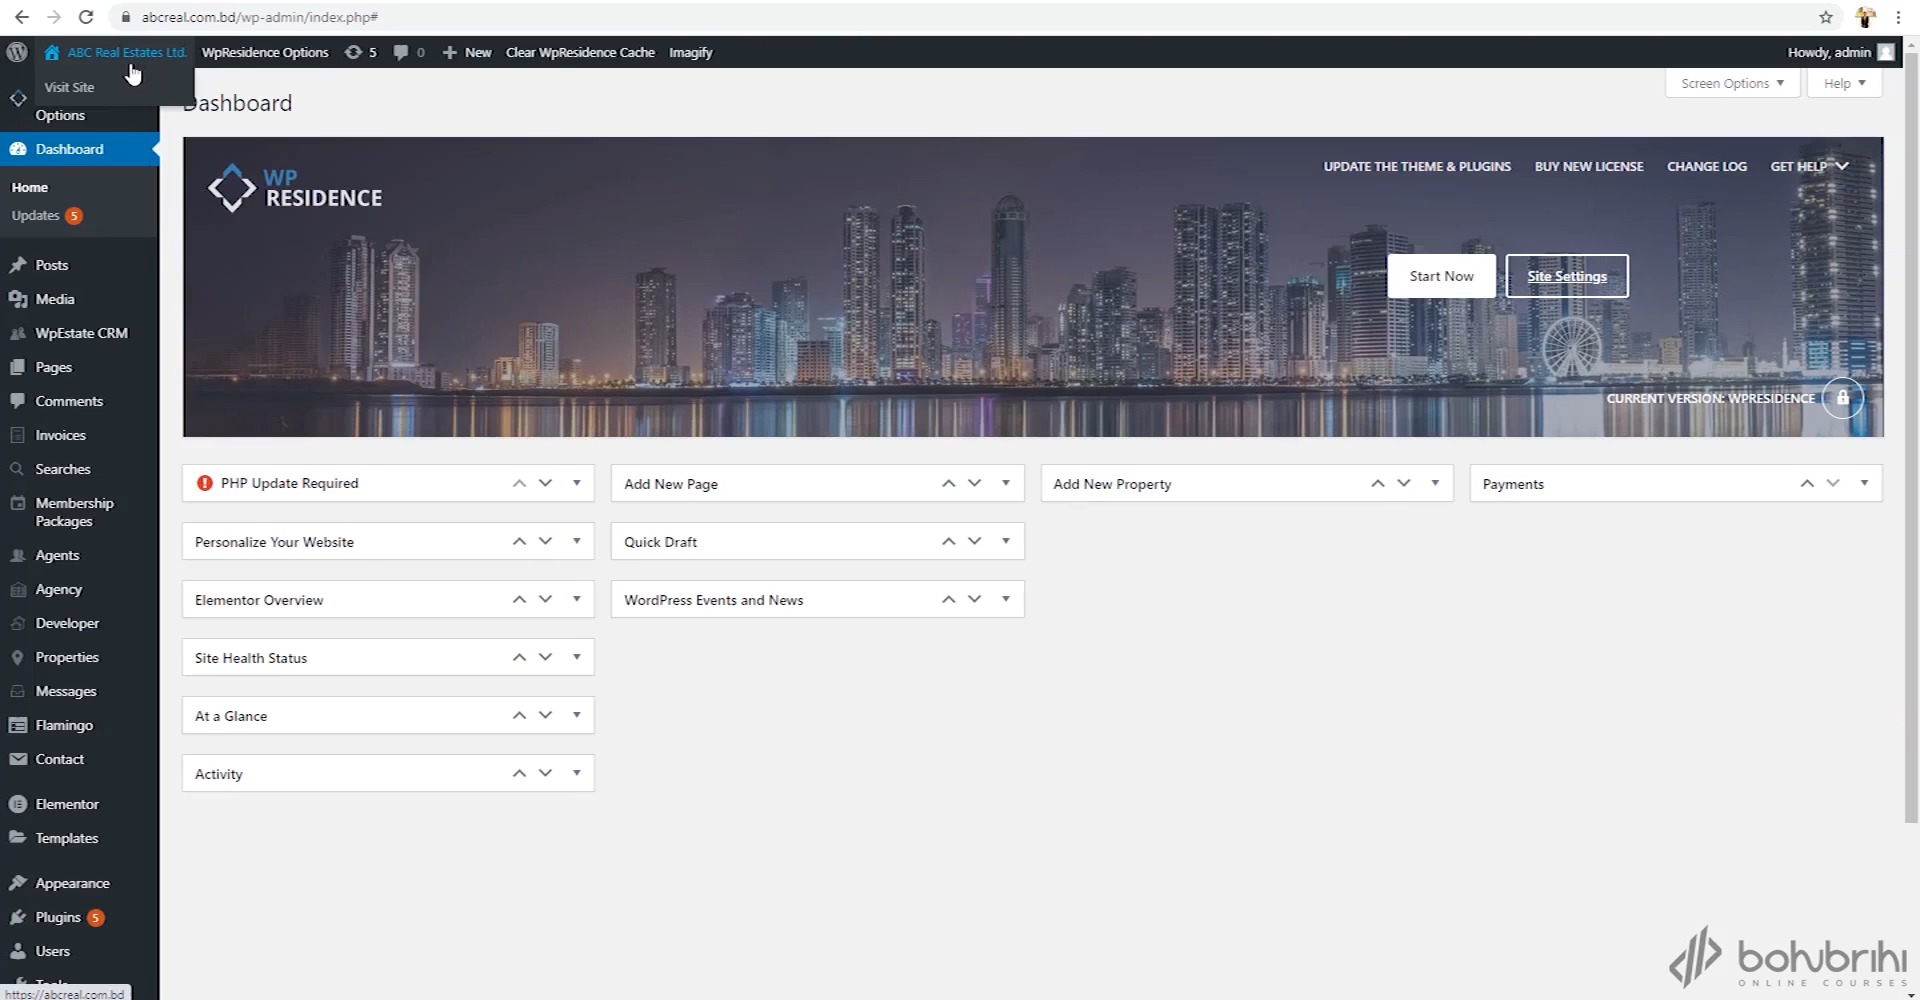 abcreal.com.bd/wp-admin/index.php#
ABC Real Estates Ltd.
WpResidence Options
5
0
New
Clear WpResidence Cache
Imagify
Howdy, admin
Visit Site
Options
Dashboard
Screen Options
Help
Dashboard
Home
Updates 5
Posts
Media
WpEstate CRM
Pages
Comments
Invoices
Searches
Membership
Packages
Agents
Agency
Developer
Properties
Messages
Flamingo
Contact
Elementor
Templates
Appearance
Plugins 5
Users
Tools
https://abcreal.com.bd
WP
RESIDENCE
UPDATE THE THEME & PLUGINS
BUY NEW LICENSE
CHANGE LOG
GET HELP
Start Now
Site Settings
CURRENT VERSION: WPRESIDENCE
PHP Update Required
Personalize Your Website
Elementor Overview
Site Health Status
At a Glance
Activity
Add New Page
Quick Draft
WordPress Events and News
Add New Property
Payments
bohubrihi
ONLINE COURSES